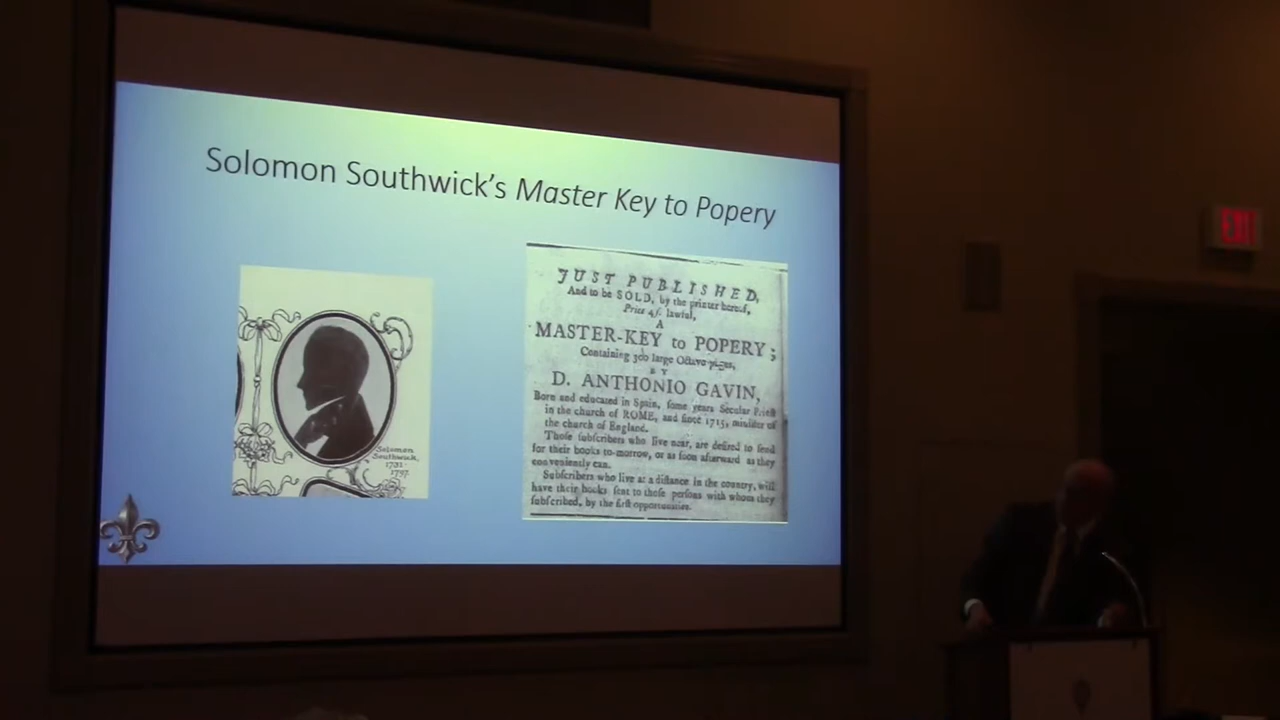 Solomon Southwick's Master Key to Popery
Solomon
Southwick,
1731
1797
JUST PUBLISHED,
And to be SOLD, by the printer hereof,
Price 4s. lawful,
A
MASTER-KEY to POPERY;
Containing 300 large Octavo pages,
BY
D. ANTHONIO GAVIN,
Born and educated in Spain, some years Secular Priest
in the church of ROME, and since 1715, minister of
the church of England.
Those subscribers who live near, are desired to send
for their books to-morrow, or as soon afterward as they
conveniently can.
Subscribers who live at a distance in the country, will
have their books sent to those persons with whom they
subscribed, by the first opportunities.
EXIT